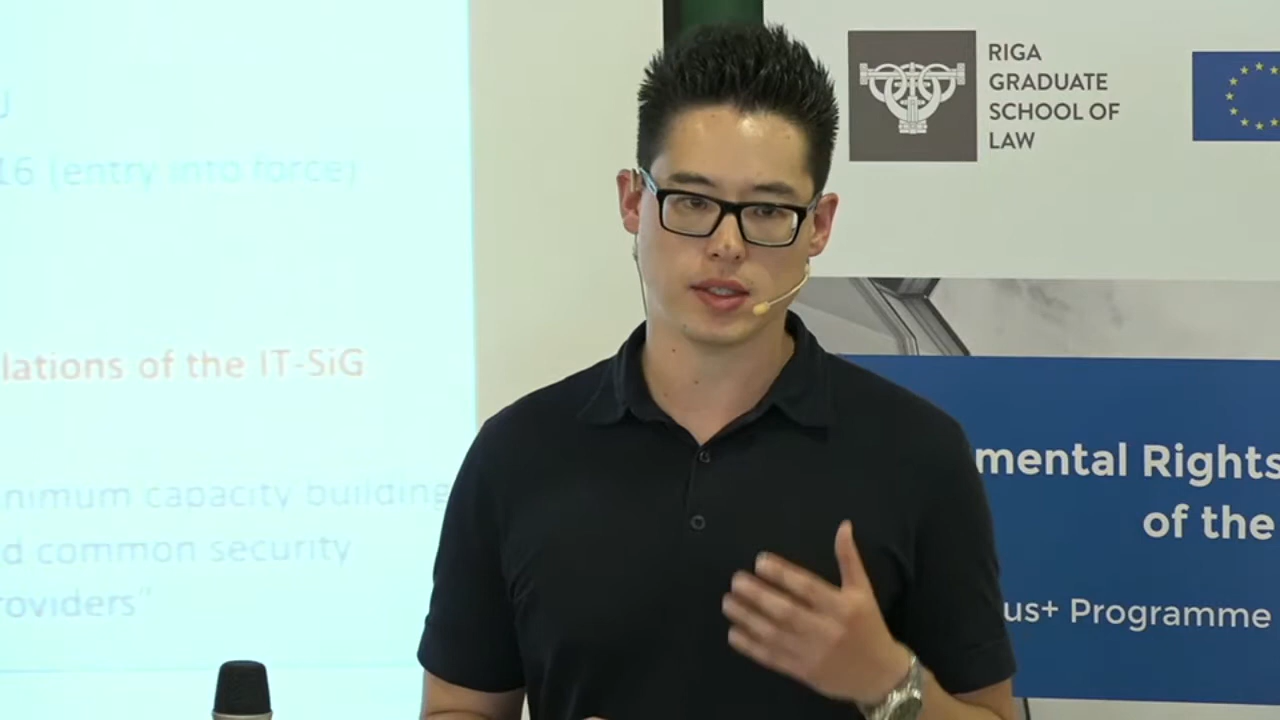 16 (entry into force)
lations of the IT-SiG
nimum capacity building
d common security
roviders"
RIGA
GRADUATE
SCHOOL OF
LAW
mental Rights
of the
us+ Programme